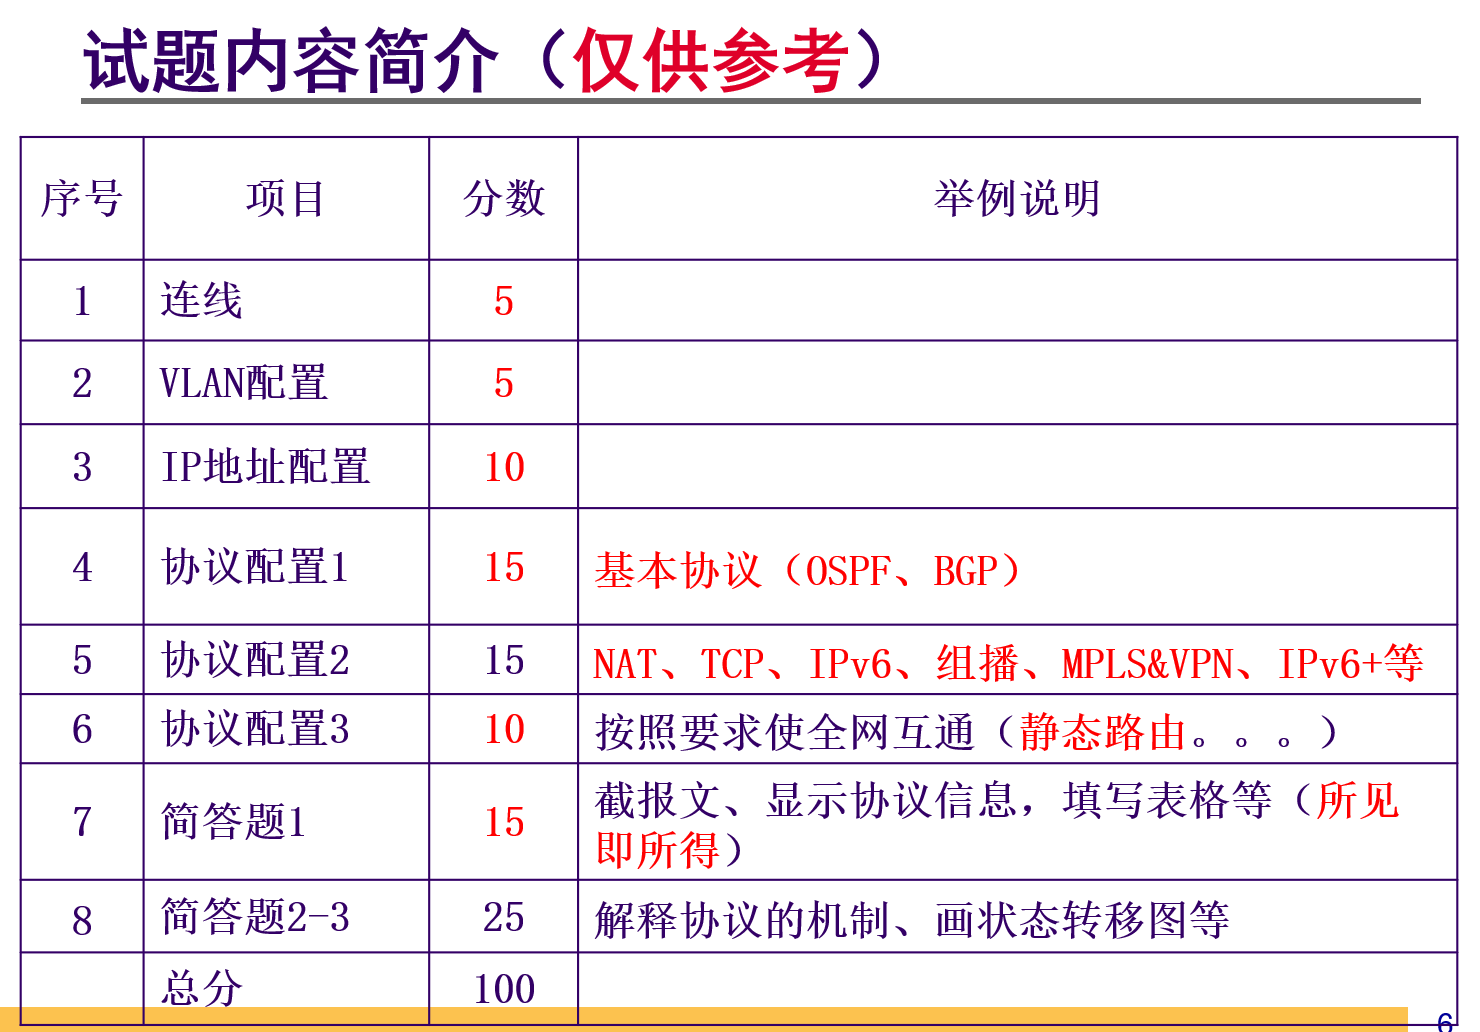 试题内容简介（仅供参考）
序号 项目 分数 举例说明
1 连线 5
2 VLAN配置 5
3 IP地址配置 10
4 协议配置1 15 基本协议（OSPF、BGP）
5 协议配置2 15 NAT、TCP、IPv6、组播、MPLS&VPN、IPv6+等
6 协议配置3 10 按照要求使全网互通（静态路由。。。）
7 简答题1 15 截报文、显示协议信息，填写表格等（所见
即所得）
8 简答题2-3 25 解释协议的机制、画状态转移图等
总分 100
6